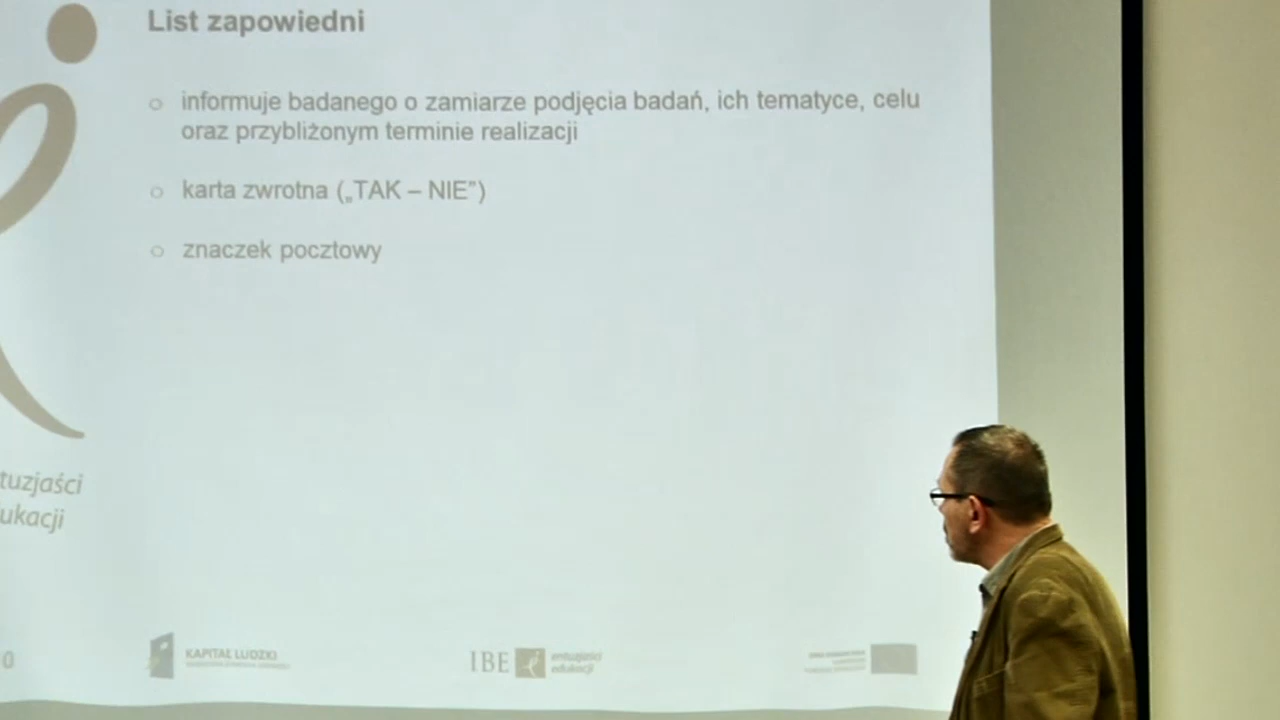 List zapowiedni
○ informuje badanego o zamiarze podjęcia badań, ich tematyce, celu
oraz przybliżonym terminie realizacji
○ karta zwrotna („TAK – NIE”)
○ znaczek pocztowy
tuzjaści
ukacji
0
KAPITAŁ LUDZKI
IBE
entuzjaści
edukacji